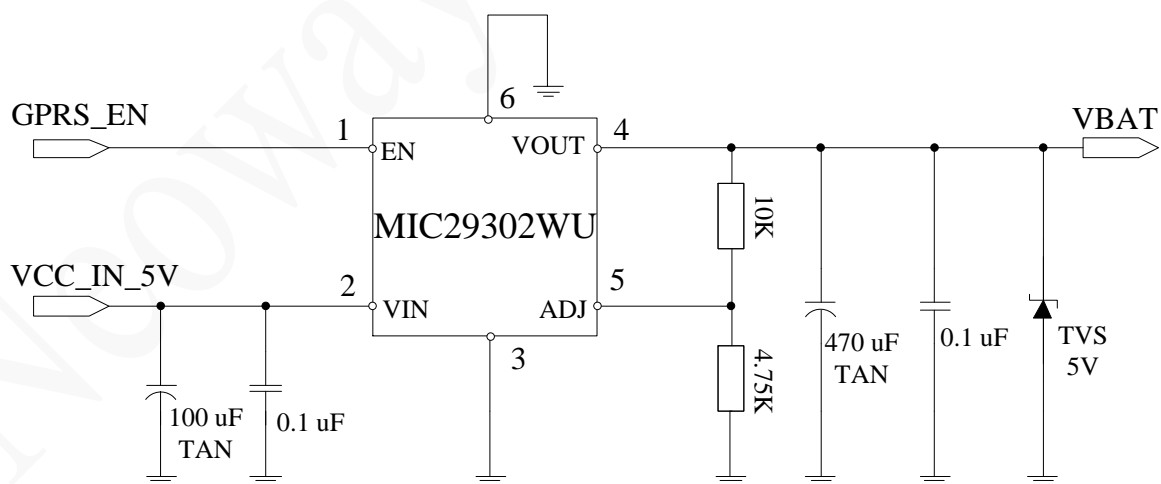 6
GPRS_EN
1
EN
VOUT
4
VBAT
MIC29302WU
10K
VCC_IN_5V
2
VIN
ADJ
5
3
4.75K
100 uF
TAN
0.1 uF
470 uF
TAN
0.1 uF
TVS
5V
Neoway